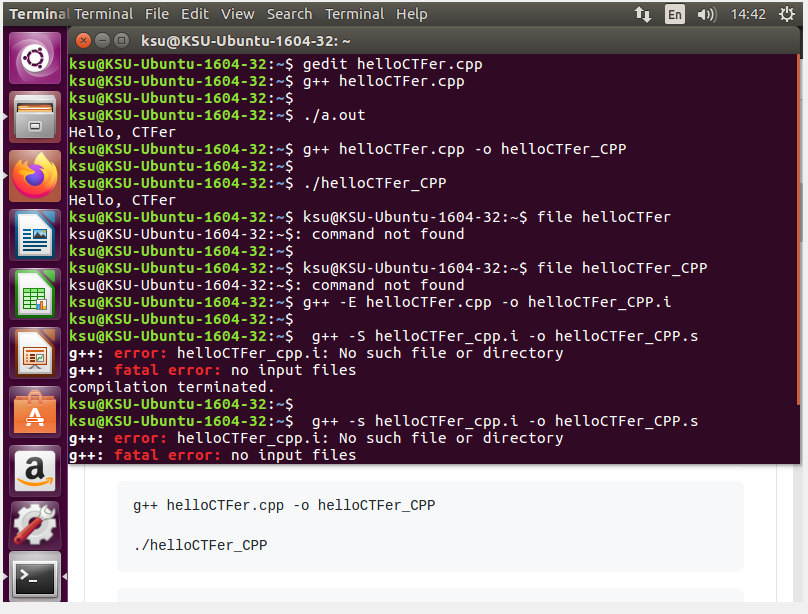 Terminal Terminal File Edit View Search Terminal Help En 14:42
ksu@KSU-Ubuntu-1604-32: ~
ksu@KSU-Ubuntu-1604-32:~$ gedit helloCTFer.cpp
ksu@KSU-Ubuntu-1604-32:~$ g++ helloCTFer.cpp
ksu@KSU-Ubuntu-1604-32:~$
ksu@KSU-Ubuntu-1604-32:~$ ./a.out
Hello, CTFer
ksu@KSU-Ubuntu-1604-32:~$ g++ helloCTFer.cpp -o helloCTFer_CPP
ksu@KSU-Ubuntu-1604-32:~$
ksu@KSU-Ubuntu-1604-32:~$ ./helloCTFer_CPP
Hello, CTFer
ksu@KSU-Ubuntu-1604-32:~$ ksu@KSU-Ubuntu-1604-32:~$ file helloCTFer
ksu@KSU-Ubuntu-1604-32:~$: command not found
ksu@KSU-Ubuntu-1604-32:~$
ksu@KSU-Ubuntu-1604-32:~$ ksu@KSU-Ubuntu-1604-32:~$ file helloCTFer_CPP
ksu@KSU-Ubuntu-1604-32:~$: command not found
ksu@KSU-Ubuntu-1604-32:~$ g++ -E helloCTFer.cpp -o helloCTFer_CPP.i
ksu@KSU-Ubuntu-1604-32:~$
ksu@KSU-Ubuntu-1604-32:~$  g++ -S helloCTFer_cpp.i -o helloCTFer_CPP.s
g++: error: helloCTFer_cpp.i: No such file or directory
g++: fatal error: no input files
compilation terminated.
ksu@KSU-Ubuntu-1604-32:~$
ksu@KSU-Ubuntu-1604-32:~$  g++ -s helloCTFer_cpp.i -o helloCTFer_CPP.s
g++: error: helloCTFer_cpp.i: No such file or directory
g++: fatal error: no input files
g++ helloCTFer.cpp -o helloCTFer_CPP
./helloCTFer_CPP